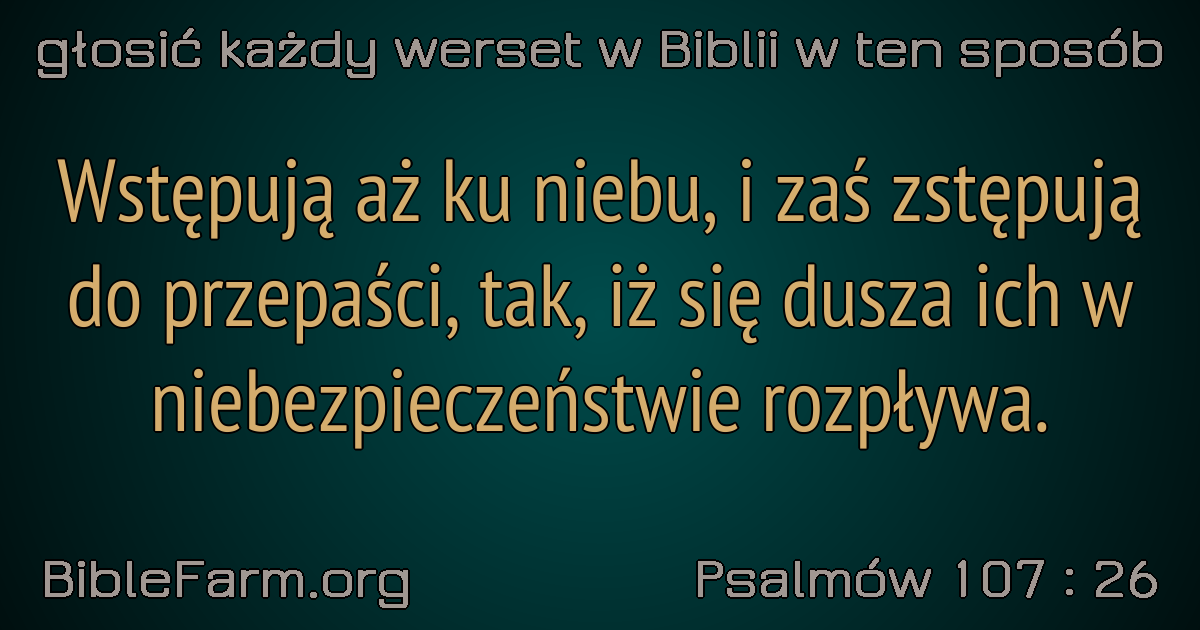 głosić każdy werset w Biblii w ten sposób
Wstępują aż ku niebu, i zaś zstępują
do przepaści, tak, iż się dusza ich w
niebezpieczeństwie rozpływa.
BibleFarm.org
Psalmów 107 : 26